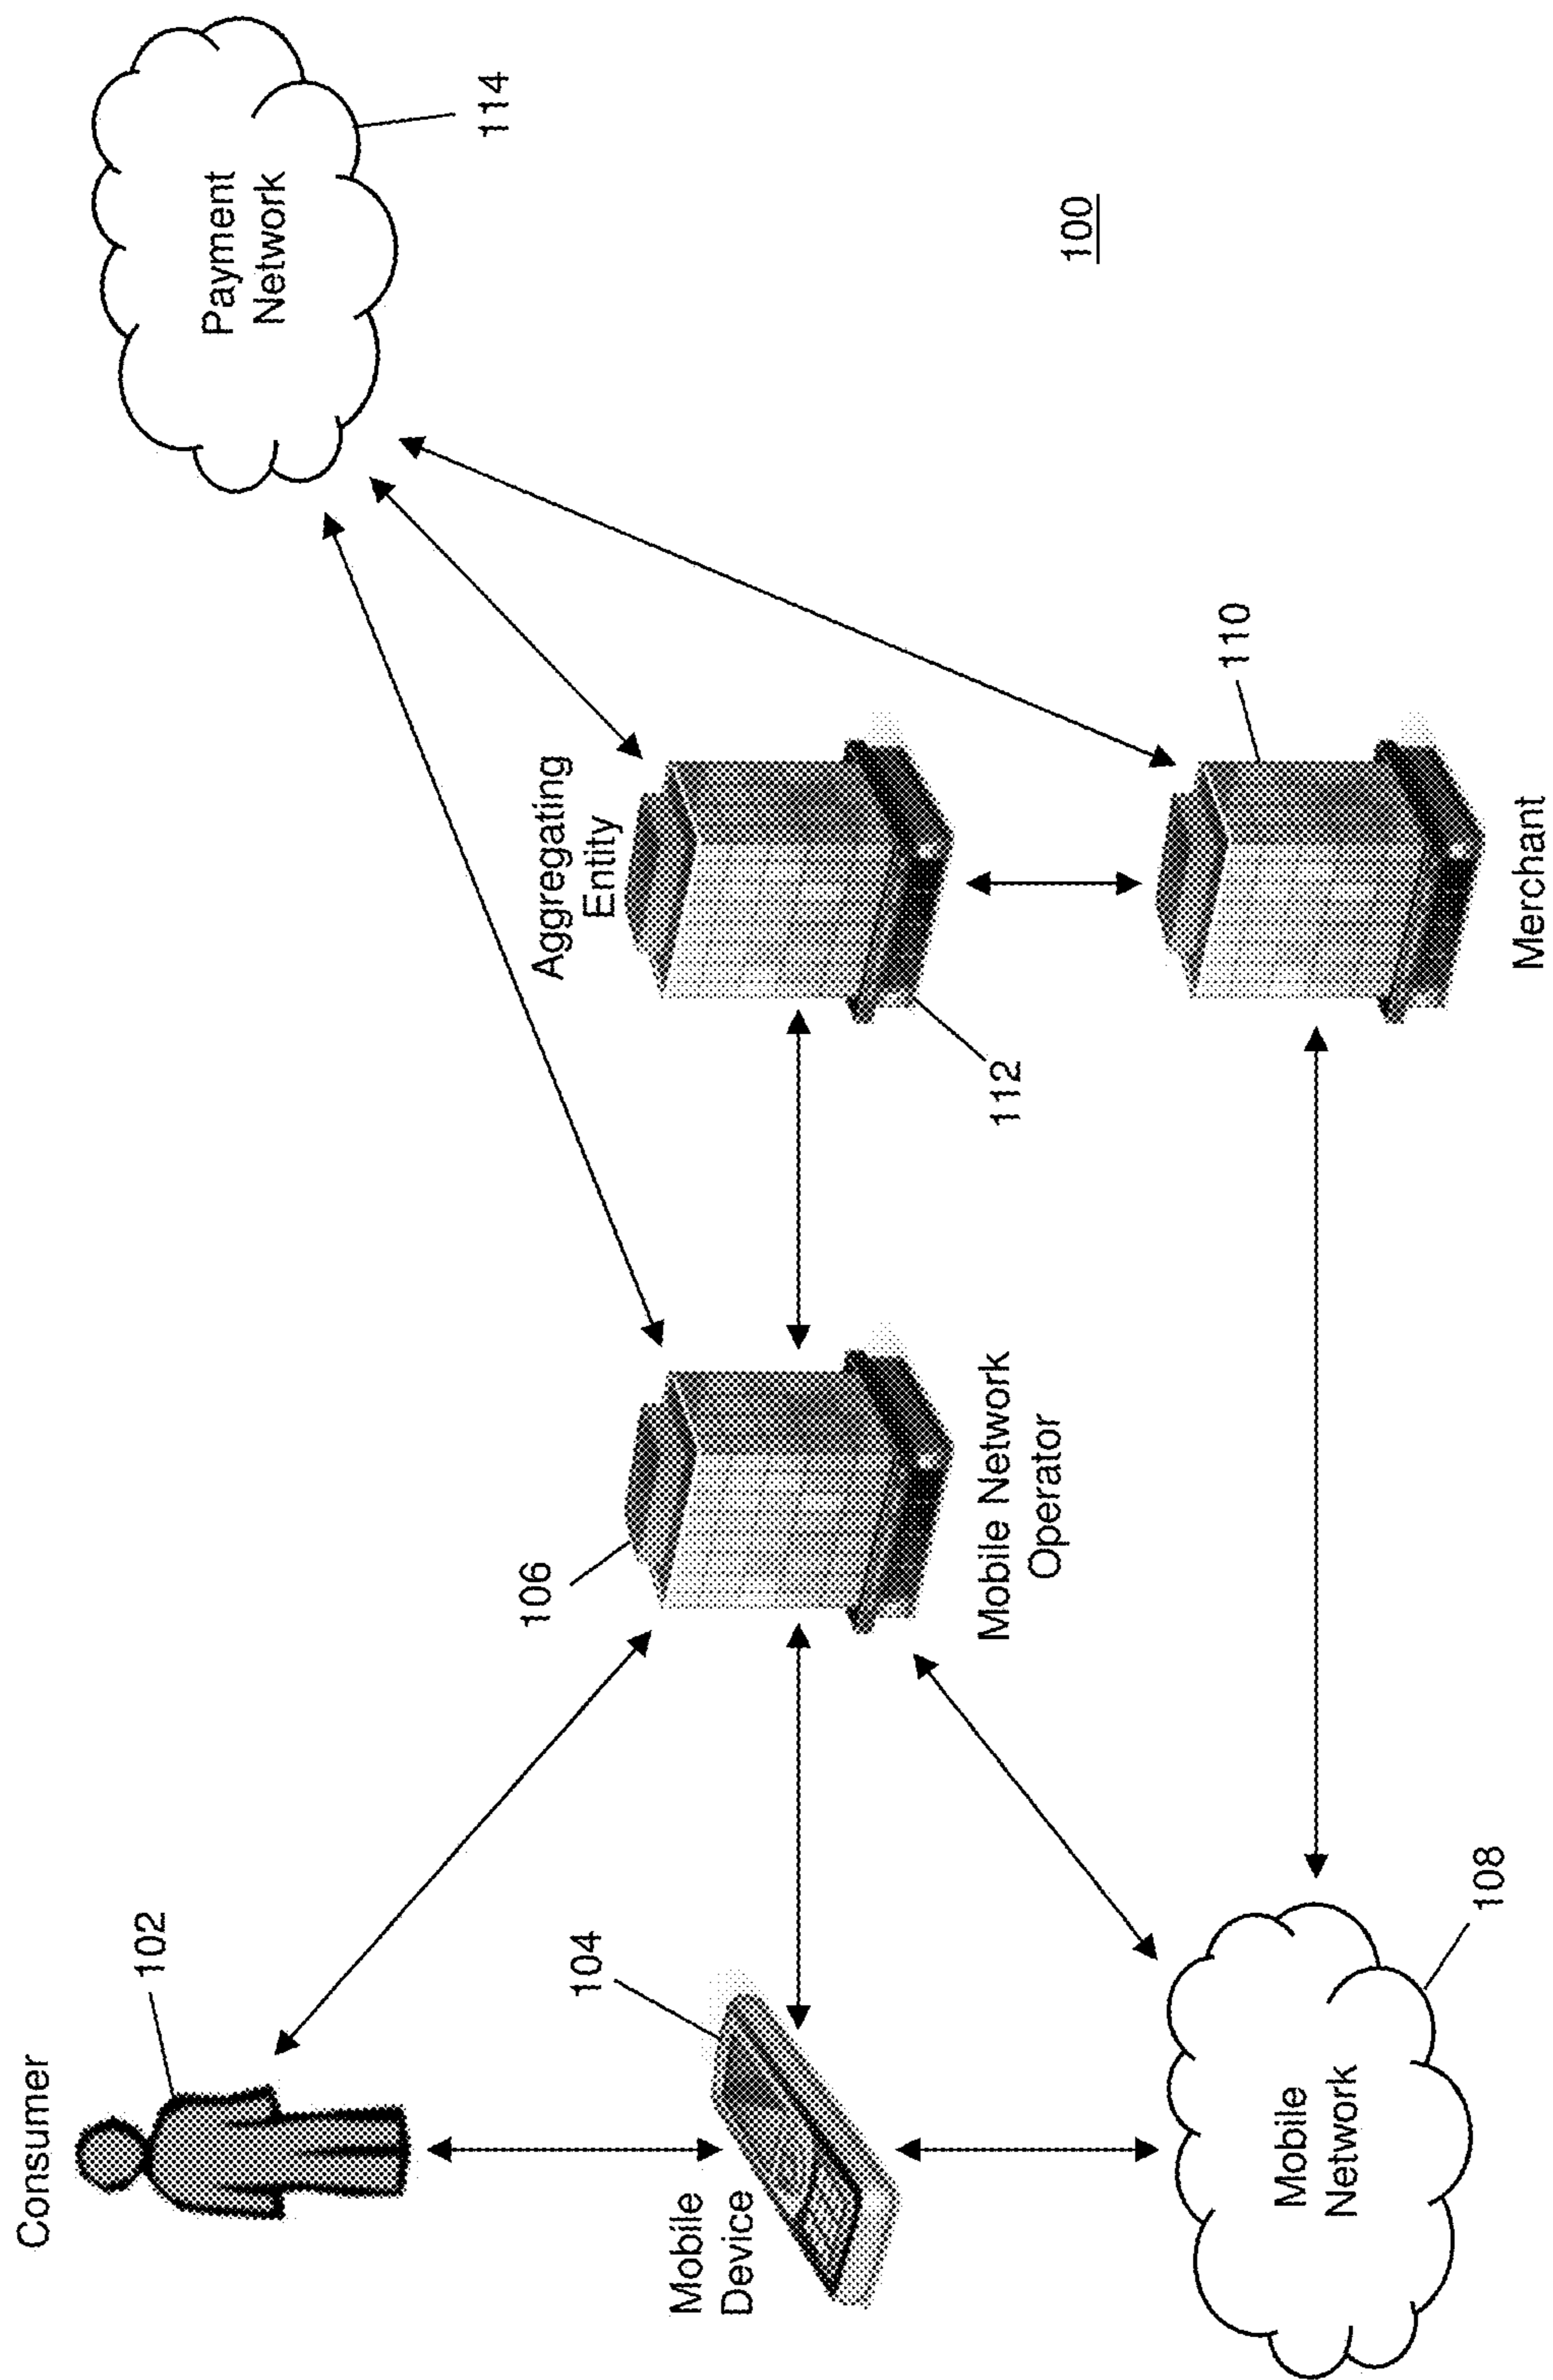 Consumer
102
Payment
Network
114
104
Mobile
Device
106
Mobile Network
Operator
Aggregating
Entity
112
100
Mobile
Network
108
110
Merchant